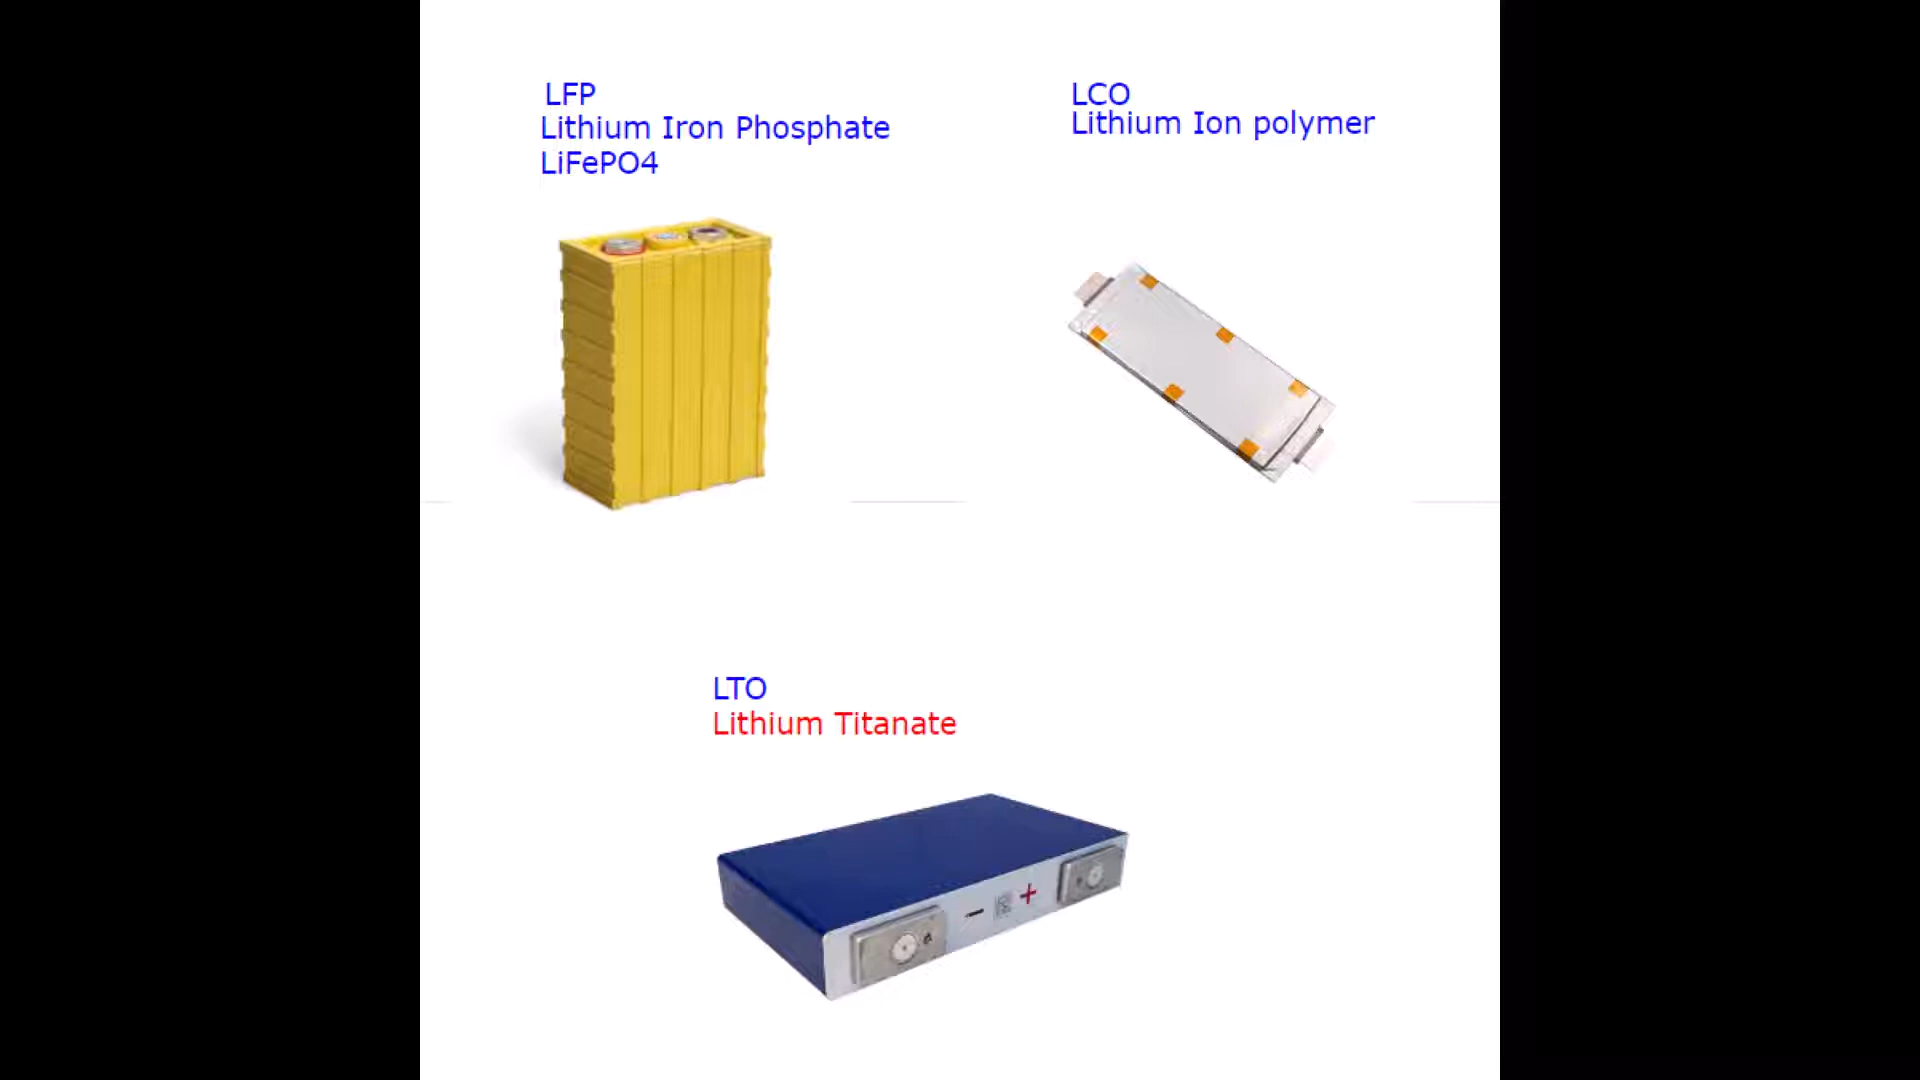 LFP
Lithium Iron Phosphate
LiFePO4
LCO
Lithium Ion polymer
LTO
Lithium Titanate
- +